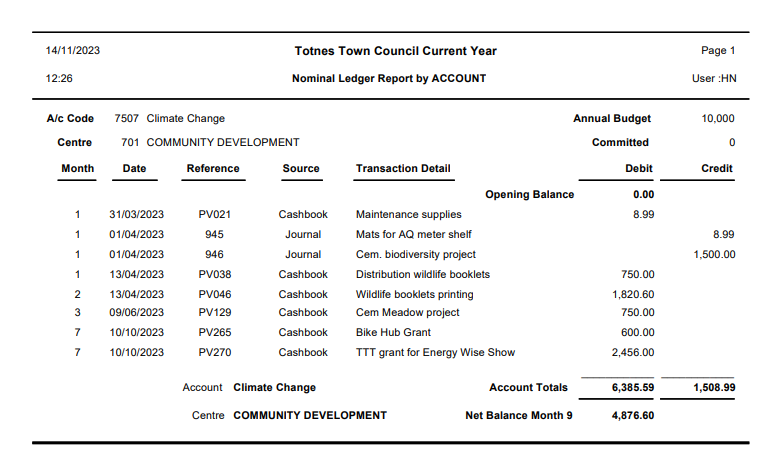 14/11/2023 Totnes Town Council Current Year Page 1
12:26 Nominal Ledger Report by ACCOUNT User :HN
A/c Code 7507 Climate Change Annual Budget 10,000
Centre 701 COMMUNITY DEVELOPMENT Committed 0
Month Date Reference Source Transaction Detail Debit Credit
Opening Balance 0.00
1 31/03/2023 PV021 Cashbook Maintenance supplies 8.99
1 01/04/2023 945 Journal Mats for AQ meter shelf 8.99
1 01/04/2023 946 Journal Cem. biodiversity project 1,500.00
1 13/04/2023 PV038 Cashbook Distribution wildlife booklets 750.00
2 13/04/2023 PV046 Cashbook Wildlife booklets printing 1,820.60
3 09/06/2023 PV129 Cashbook Cem Meadow project 750.00
7 10/10/2023 PV265 Cashbook Bike Hub Grant 600.00
7 10/10/2023 PV270 Cashbook TTT grant for Energy Wise Show 2,456.00
Account Climate Change Account Totals 6,385.59 1,508.99
Centre COMMUNITY DEVELOPMENT Net Balance Month 9 4,876.60